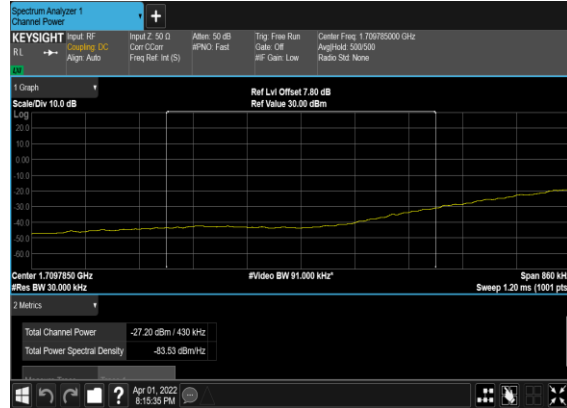 Spectrum Analyzer 1
Channel Power
+
KEYSIGHT Input: RF Input Z: 50 Ω Atten: 50 dB Trig: Free Run Center Freq: 1.709785000 GHz
RL Coupling: DC Corr CCorr #PNO: Fast Gate: Off Avg|Hold: 500/500
Align: Auto Freq Ref: Int (S) #IF Gain: Low Radio Std: None
1 Graph
Ref Lvl Offset 7.80 dB
Scale/Div 10.0 dB Ref Value 30.00 dBm
Log
20.0
10.0
0.00
-10.0
-20.0
-30.0
-40.0
-50.0
-60.0
Center 1.7097850 GHz #Video BW 91.000 kHz* Span 860 kH
#Res BW 30.000 kHz Sweep 1.20 ms (1001 pts
2 Metrics
Total Channel Power -27.20 dBm / 430 kHz
Total Power Spectral Density -83.53 dBm/Hz
? Apr 01, 2022
8:15:35 PM